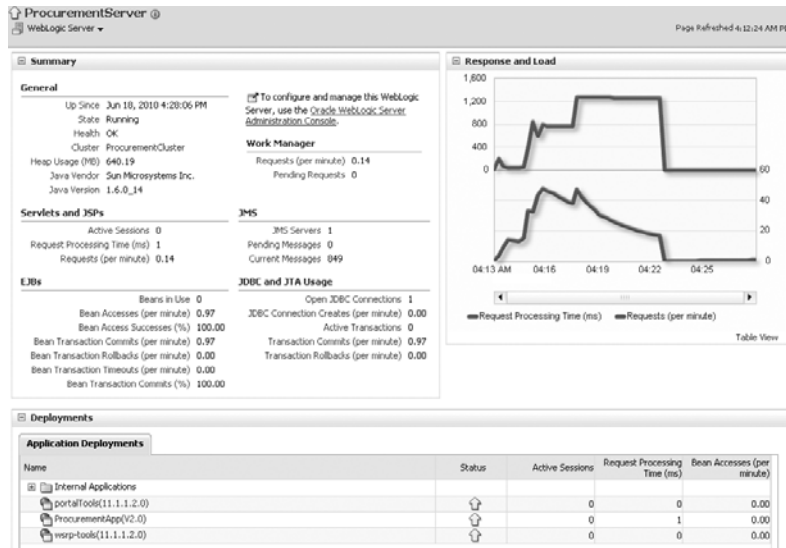 ProcurementServer
WebLogic Server
Page Refreshed 4:12:24 AM
Summary
General
Up Since Jun 18, 2010 4:28:06 PM
State Running
Health OK
Cluster ProcurementCluster
Heap Usage (MB) 640.19
Java Vendor Sun Microsystems Inc.
Java Version 1.6.0_14
To configure and manage this WebLogic
Server, use the Oracle WebLogic Server
Administration Console.
Work Manager
Requests (per minute) 0.14
Pending Requests 0
Servlets and JSPs
Active Sessions 0
Request Processing Time (ms) 1
Requests (per minute) 0.14
JMS
JMS Servers 1
Pending Messages 0
Current Messages 849
EJBs
Beans in Use 0
Bean Accesses (per minute) 0.97
Bean Access Successes (%) 100.00
Bean Transaction Commits (per minute) 0.97
Bean Transaction Rollbacks (per minute) 0.00
Bean Transaction Timeouts (per minute) 0.00
Bean Transaction Commits (%) 100.00
JDBC and JTA Usage
Open JDBC Connections 1
JDBC Connection Creates (per minute) 0.00
Active Transactions 0
Transaction Commits (per minute) 0.97
Transaction Rollbacks (per minute) 0.00
Response and Load
1,600
1,200
800
400
0
60
40
20
0
04:13 AM 04:16 04:19 04:22 04:25
Request Processing Time (ms) Requests (per minute)
Table View
Deployments
Application Deployments
Name Status Active Sessions Request Processing Time (ms) Bean Accesses (per minute)
Internal Applications
portalTools(11.1.1.2.0) 0 0 0.00
ProcurementApp(V2.0) 0 1 0.00
wsrp-tools(11.1.1.2.0) 0 0 0.00